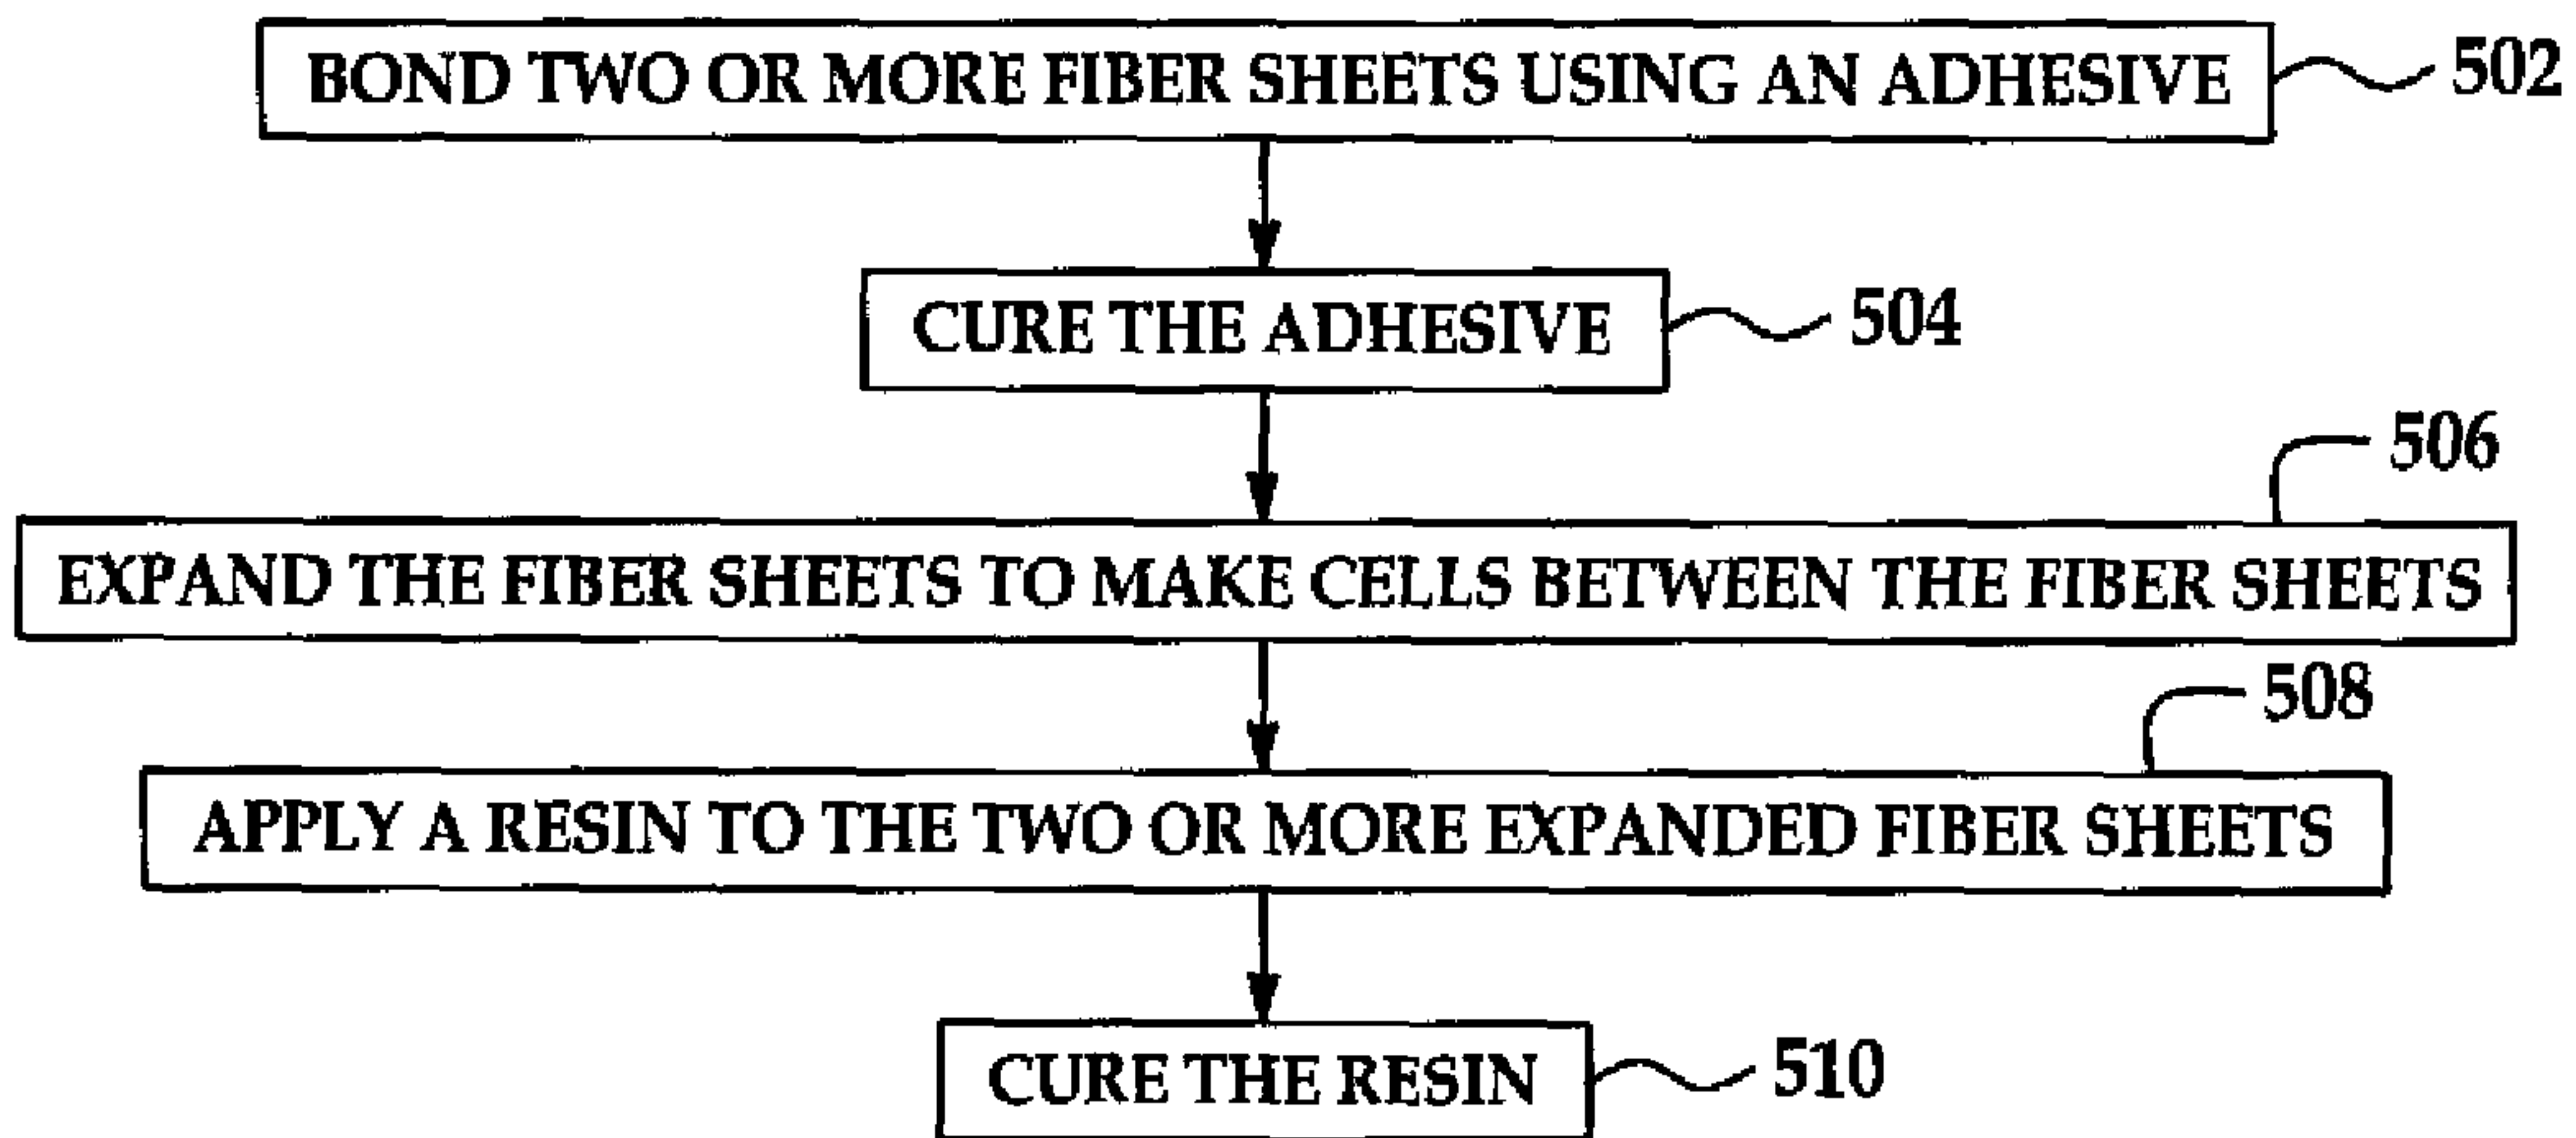 BOND TWO OR MORE FIBER SHEETS USING AN ADHESIVE 502
CURE THE ADHESIVE 504
506
EXPAND THE FIBER SHEETS TO MAKE CELLS BETWEEN THE FIBER SHEETS
508
APPLY A RESIN TO THE TWO OR MORE EXPANDED FIBER SHEETS
CURE THE RESIN 510